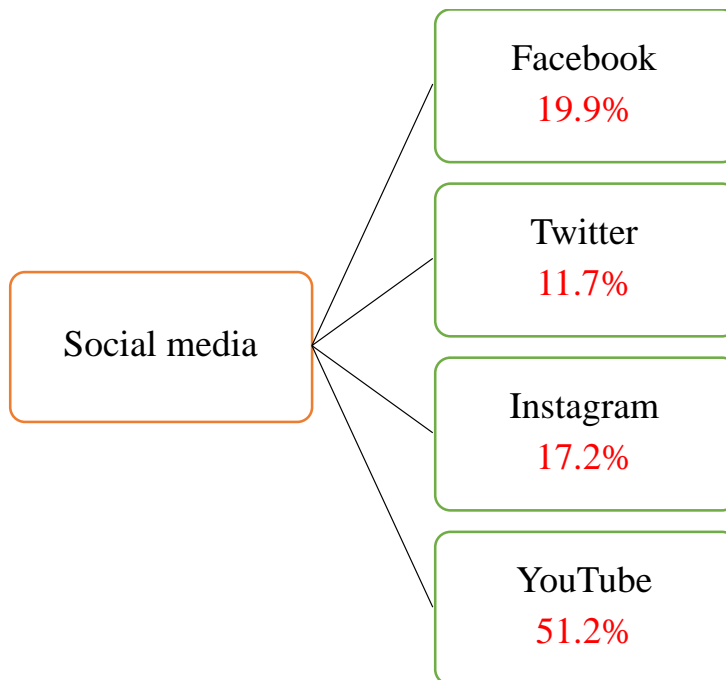 Social media
Facebook
19.9%
Twitter
11.7%
Instagram
17.2%
YouTube
51.2%